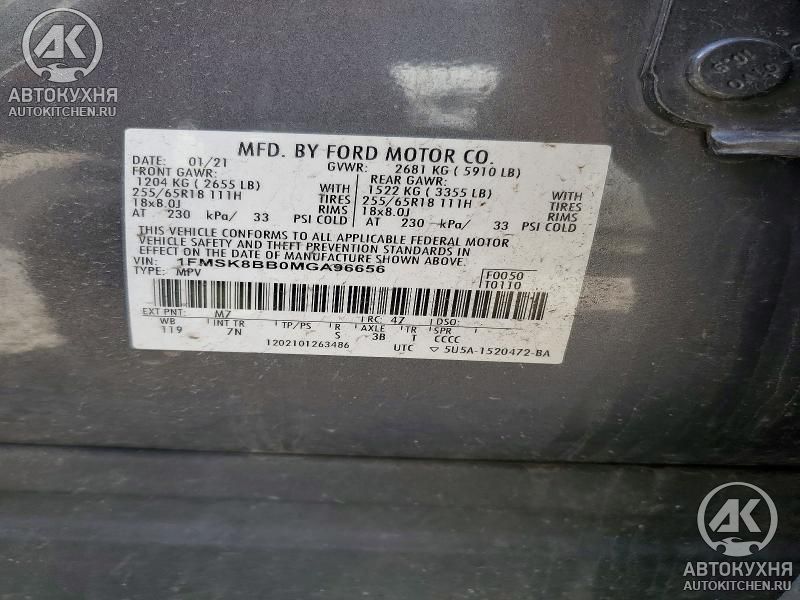 АК
АВТОКУХНЯ
AUTOKITCHEN.RU
MFD. BY FORD MOTOR CO.
DATE: 01/21 GVWR: 2681 KG ( 5910 LB)
FRONT GAWR: REAR GAWR:
1204 KG ( 2655 LB) WITH 1522 KG ( 3355 LB) WITH
255/65R18 111H TIRES 255/65R18 111H TIRES
18x8.0J RIMS 18x8.0J RIMS
AT 230 kPa/ 33 PSI COLD AT 230 kPa/ 33 PSI COLD
THIS VEHICLE CONFORMS TO ALL APPLICABLE FEDERAL MOTOR
VEHICLE SAFETY AND THEFT PREVENTION STANDARDS IN EFFECT ON THE
DATE OF MANUFACTURE SHOWN ABOVE.
VIN: 1FMSK8BB0MGA96656 F0050
TYPE: MPV T0110
EXT PNT: M7 RC: 47 DSO:
WB INT TR TP/PS R AXLE TR SPR
119 7N S 3B T CCCC
1202101263486 UTC ▽ 5U5A-1520472-BA
АК
АВТОКУХНЯ
AUTOKITCHEN.RU